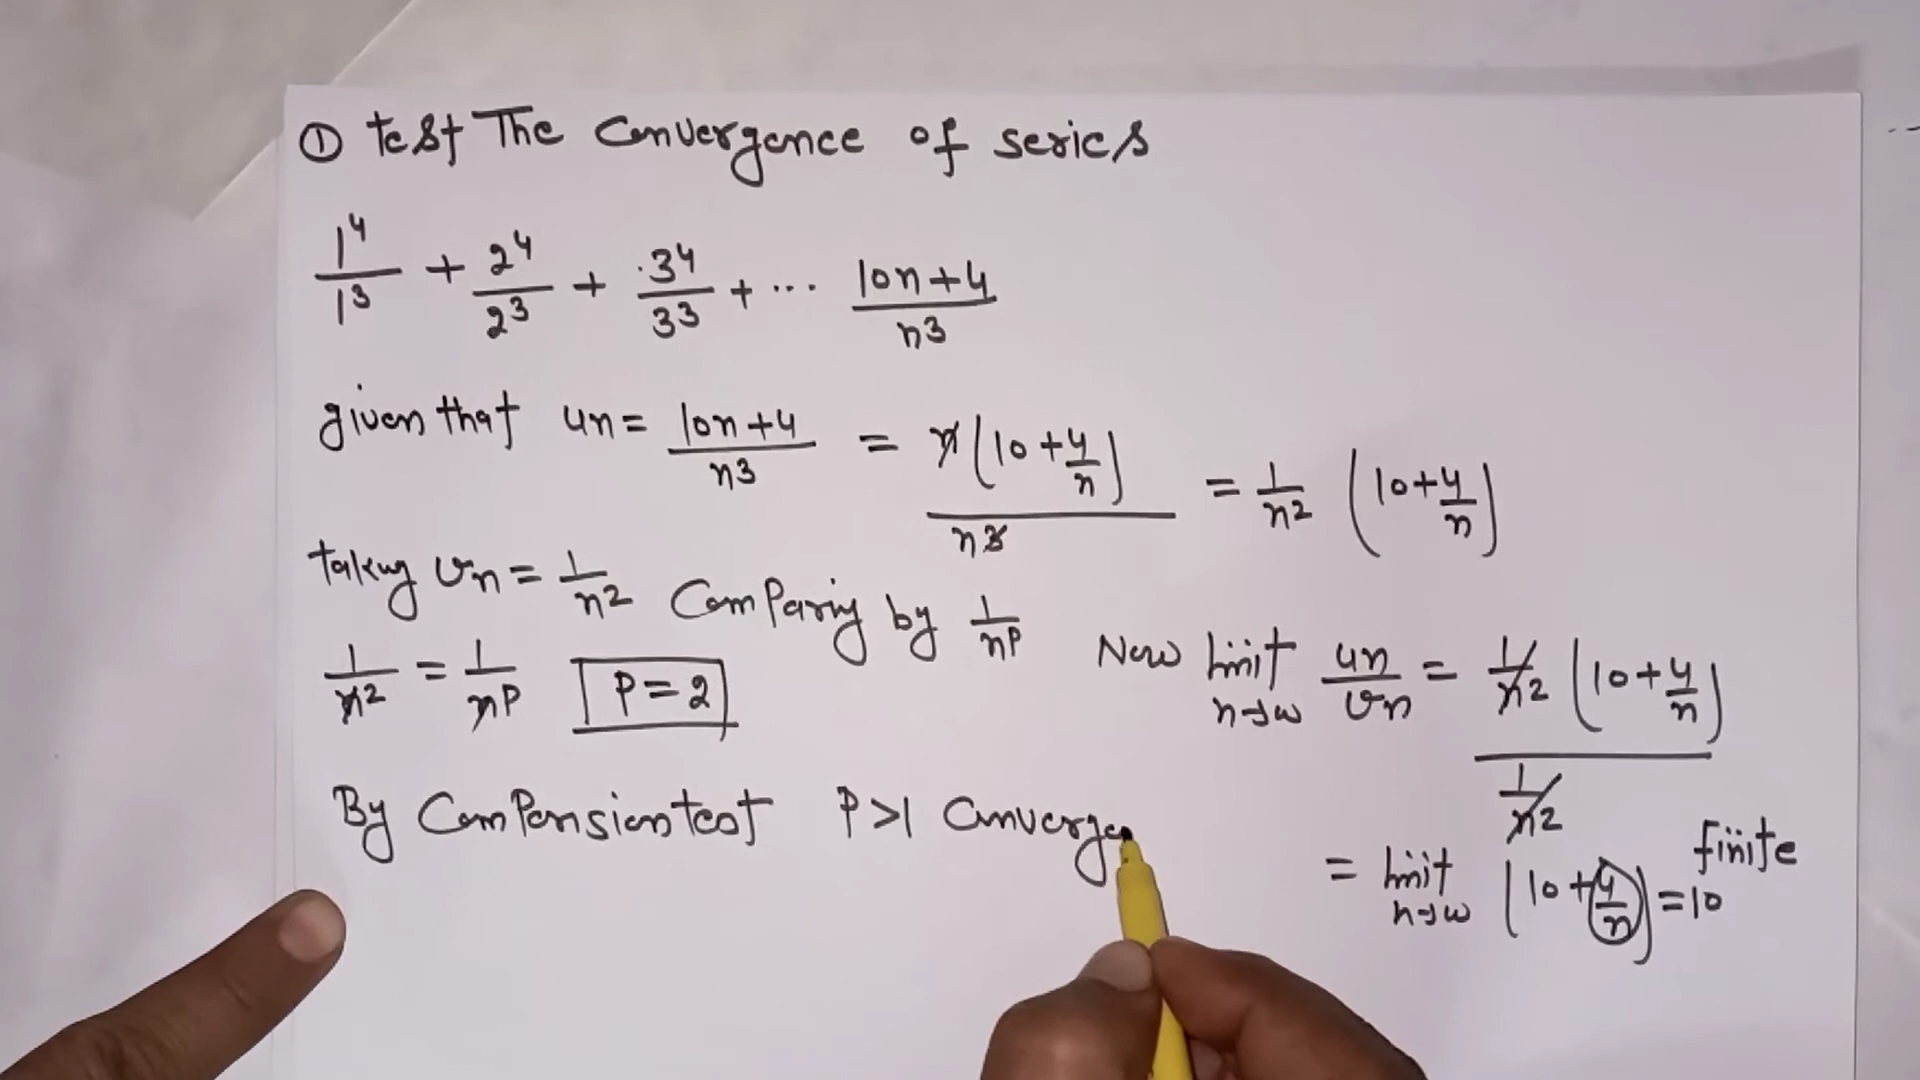 ① test The Convergence of series
1⁴/1³ + 2⁴/2³ + 3⁴/3³ + ... 10n+4/n3
given that un = 10n+4/n3 = n(10+4/n)/n3 = 1/n2 (10+4/n)
taking vn = 1/n2 Compariy by 1/nP
1/n2 = 1/nP P=2
Now limit n→∞ un/vn = 1/n2 (10+4/n) / 1/n2
= limit n→∞ (10+4/n) = 10 finite
By Compension test P>1 Converge